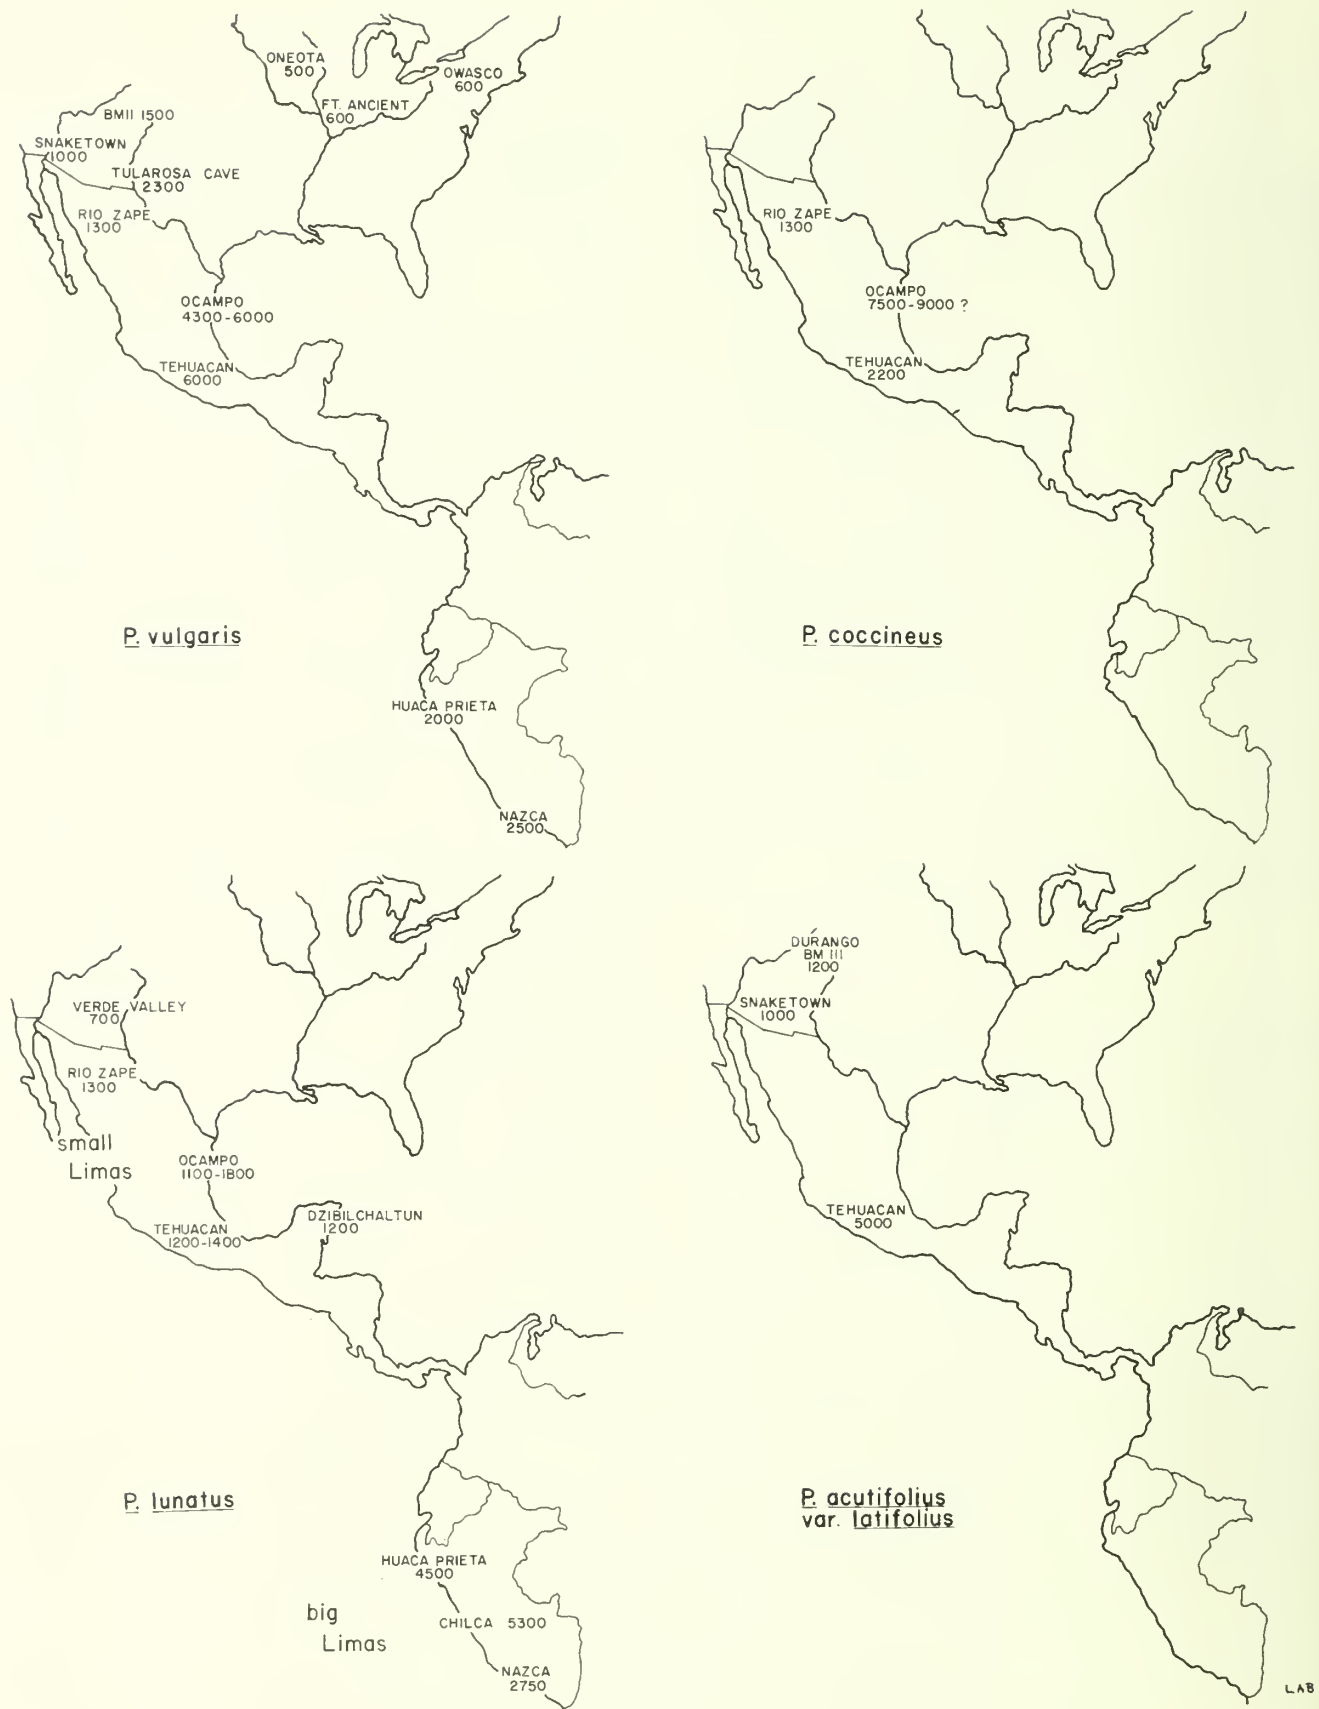 ONEOTA
500
OWASCO
600
FT. ANCIENT
600
BMII 1500
SNAKETOWN
1000
TULAROSA CAVE
2300
RIO ZAPE
1300
OCAMPO
4300-6000
TEHUACAN
6000
P. vulgaris
HUACA PRIETA
2000
NAZCA
2500
RIO ZAPE
1300
OCAMPO
7500-9000 ?
TEHUACAN
2200
P. coccineus
VERDE VALLEY
700
RIO ZAPE
1300
small
Limas
OCAMPO
1100-1800
TEHUACAN
1200-1400
DZIBILCHALTUN
1200
P. lunatus
HUACA PRIETA
4500
big
Limas
CHILCA 5300
NAZCA
2750
DURANGO
BM III
1200
SNAKETOWN
1000
TEHUACAN
5000
P. acutifolius
var. latifolius
LAB